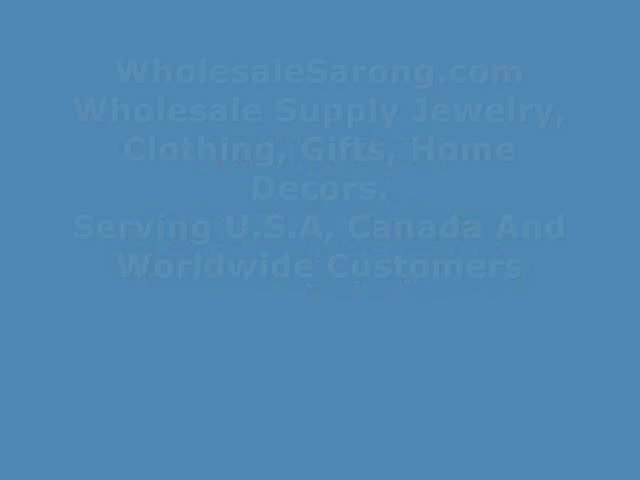 WholesaleSarong.com
Wholesale Supply Jewelry,
Clothing, Gifts, Home
Decors.
Serving U.S.A, Canada And
Worldwide Customers